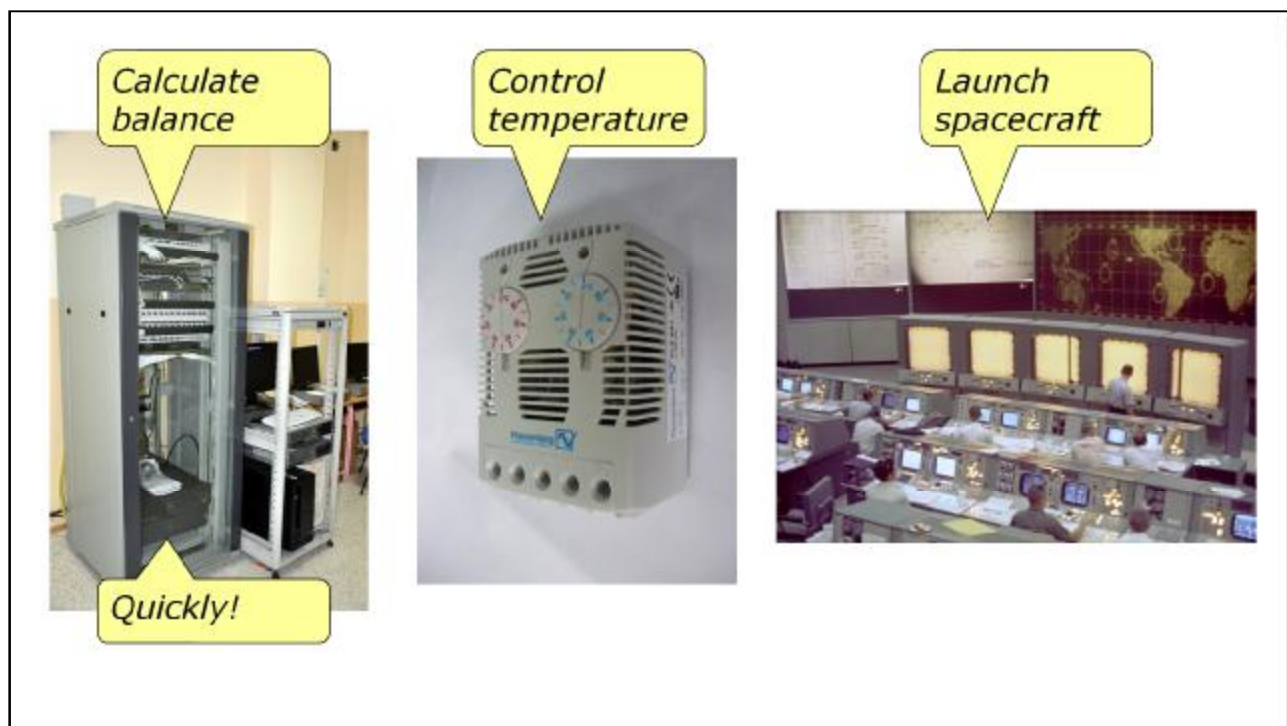 Calculate
balance
Control
temperature
Launch
spacecraft
Quickly!